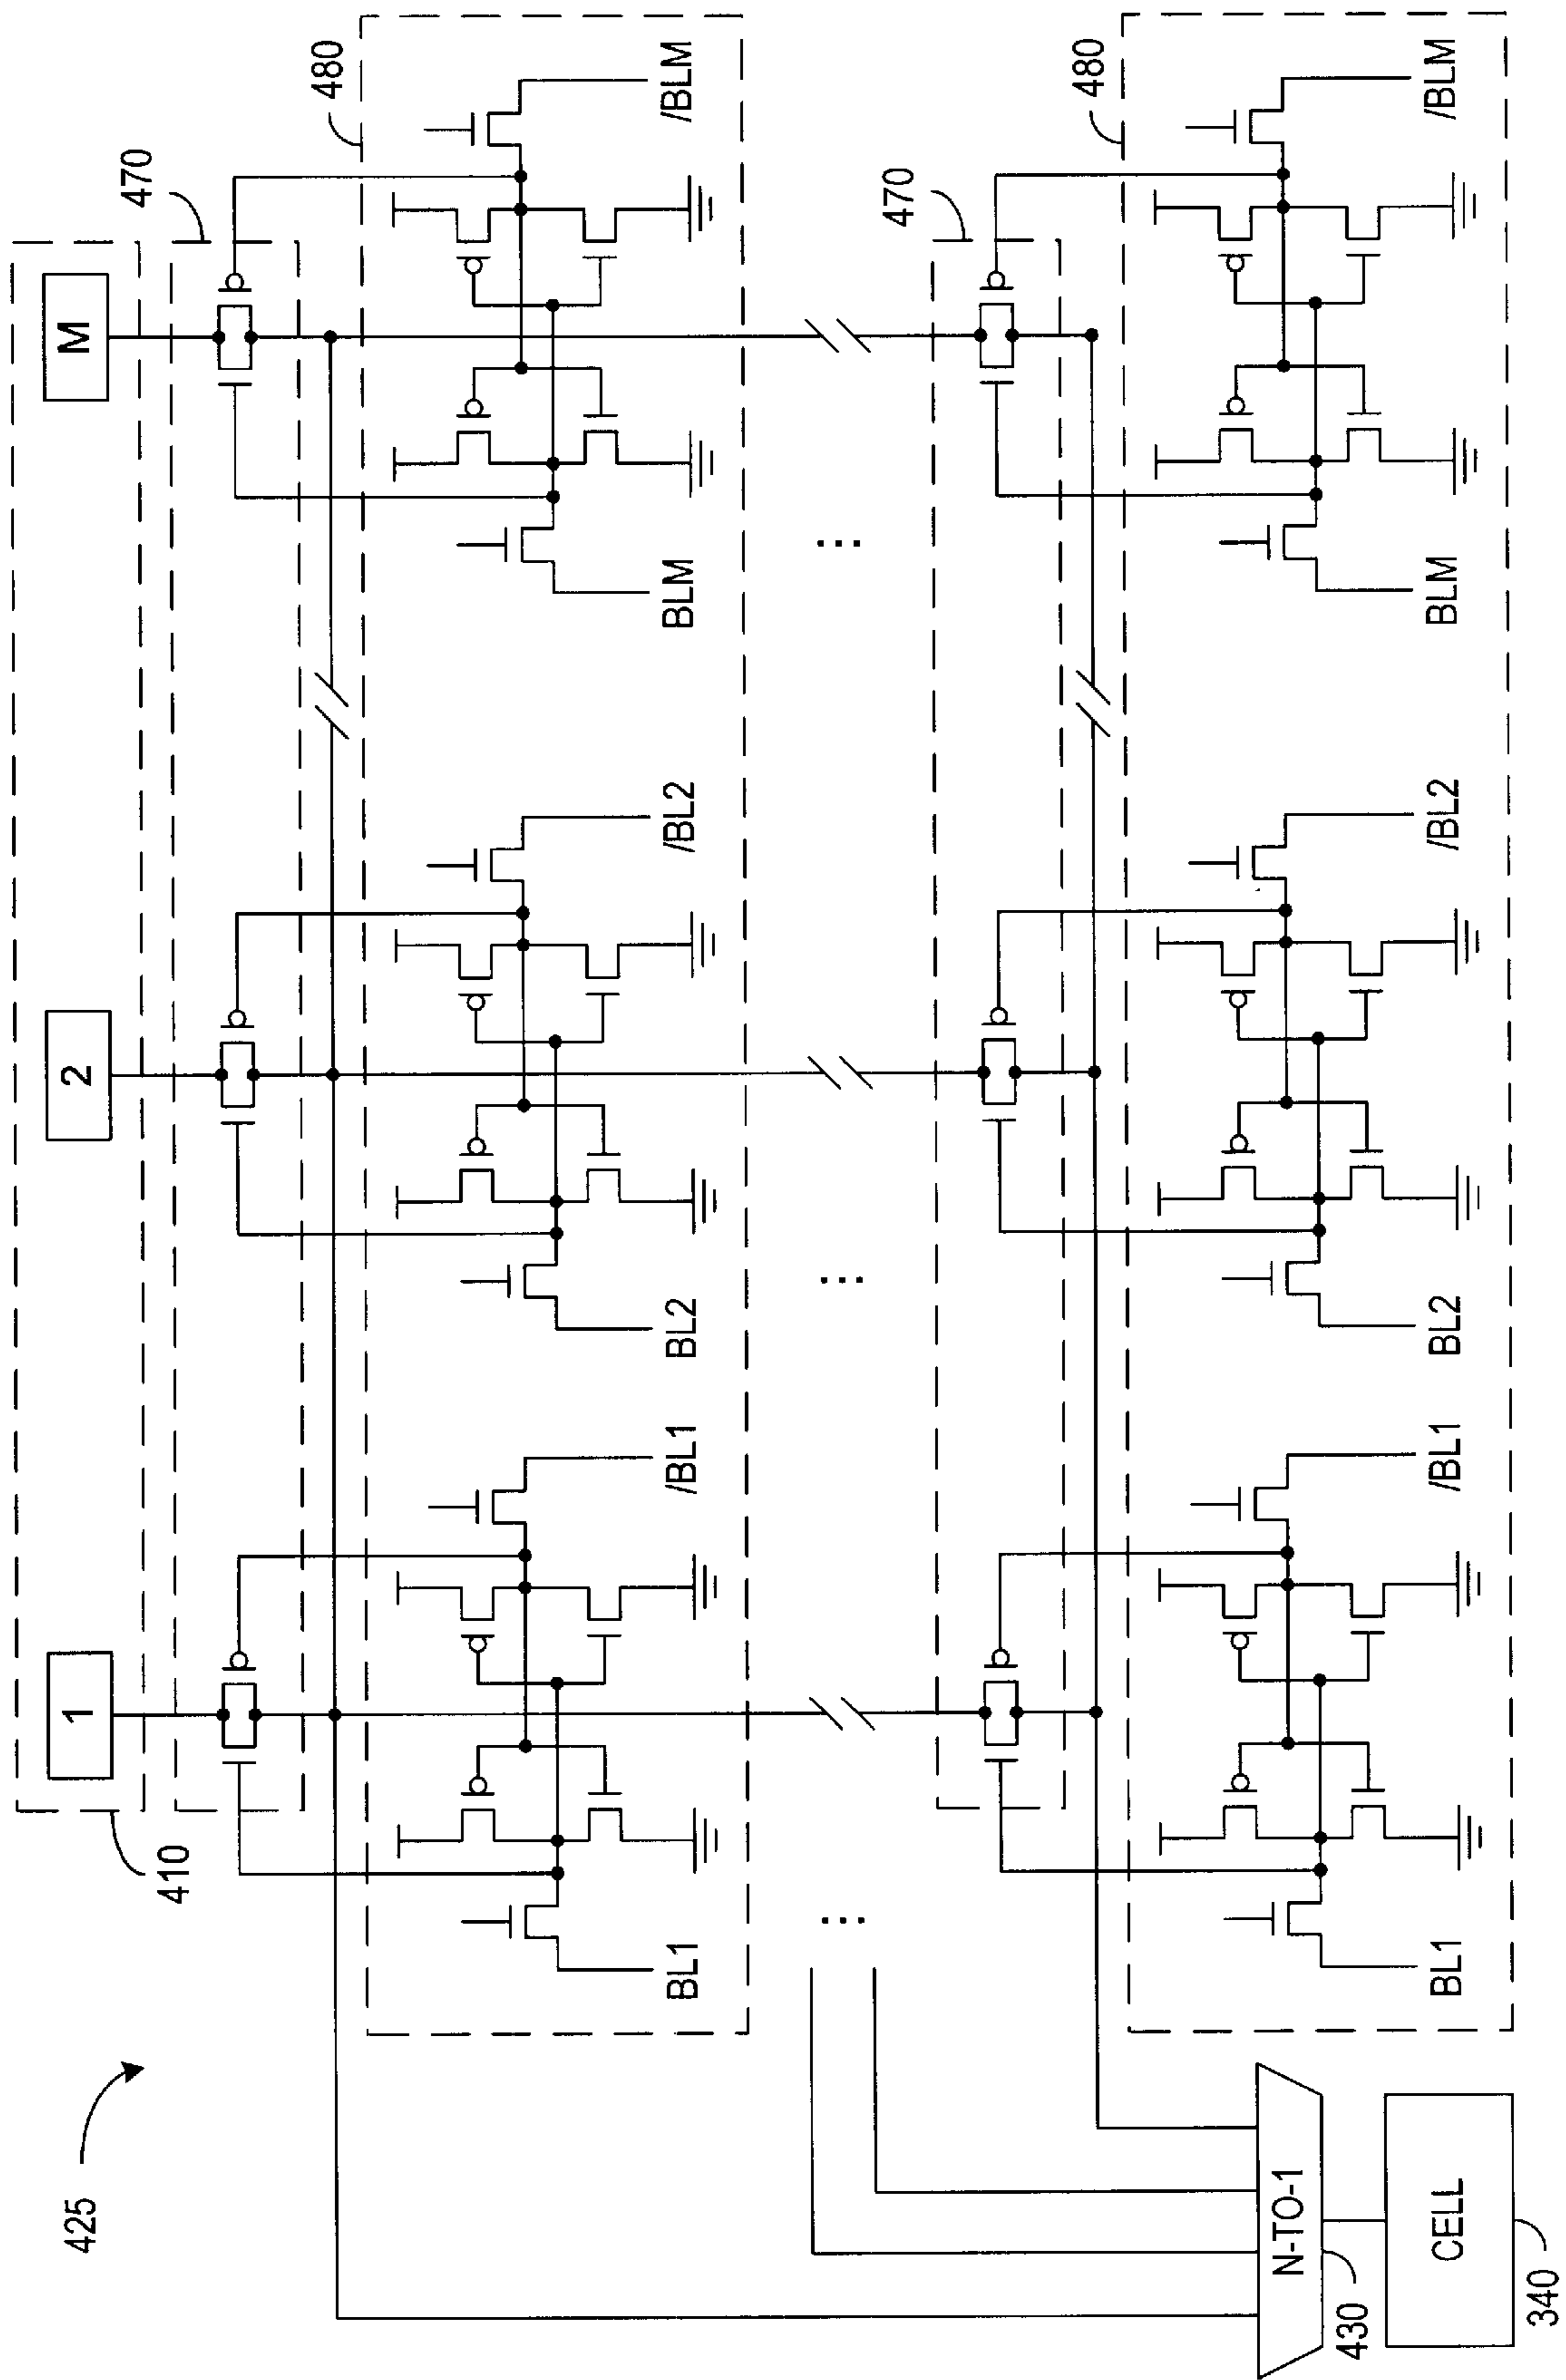 425
410
1
2
M
470
480
BL1
/BL1
BL2
/BL2
BLM
/BLM
...
...
...
470
480
BL1
/BL1
BL2
/BL2
BLM
/BLM
N-TO-1
430
CELL
340